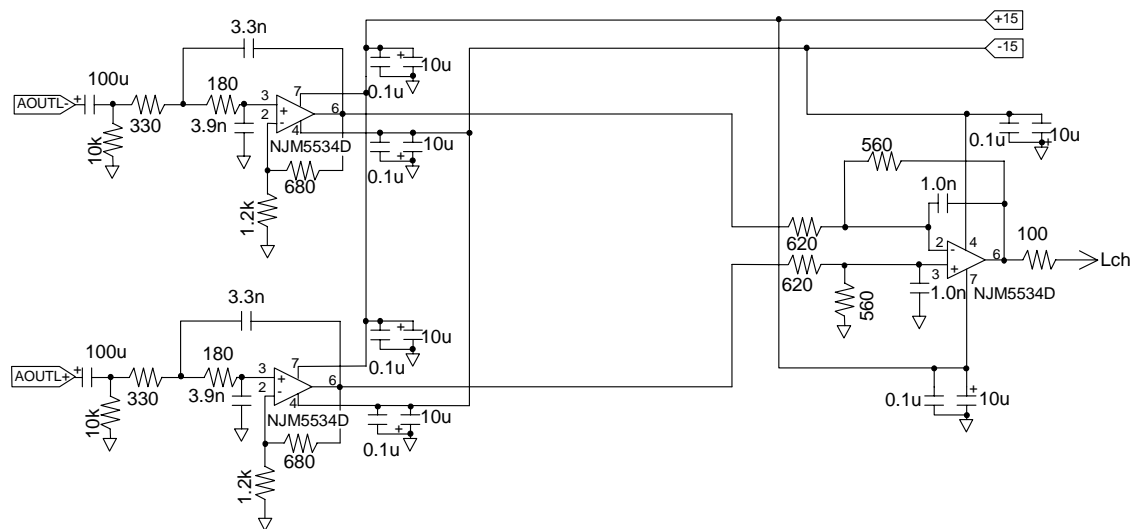 +15
-15
3.3n
100u
180
AOUTL-
+
330
10k
3.9n
3
2
+
-
7
4
6
NJM5534D
680
1.2k
0.1u
+
10u
0.1u
+
10u
0.1u
10u
+
560
1.0n
620
620
2
3
-
+
4
7
6
NJM5534D
1.0n
560
100
Lch
3.3n
100u
180
AOUTL+
+
330
10k
3.9n
3
2
+
-
7
4
6
NJM5534D
680
1.2k
0.1u
+
10u
0.1u
+
10u
0.1u
+
10u